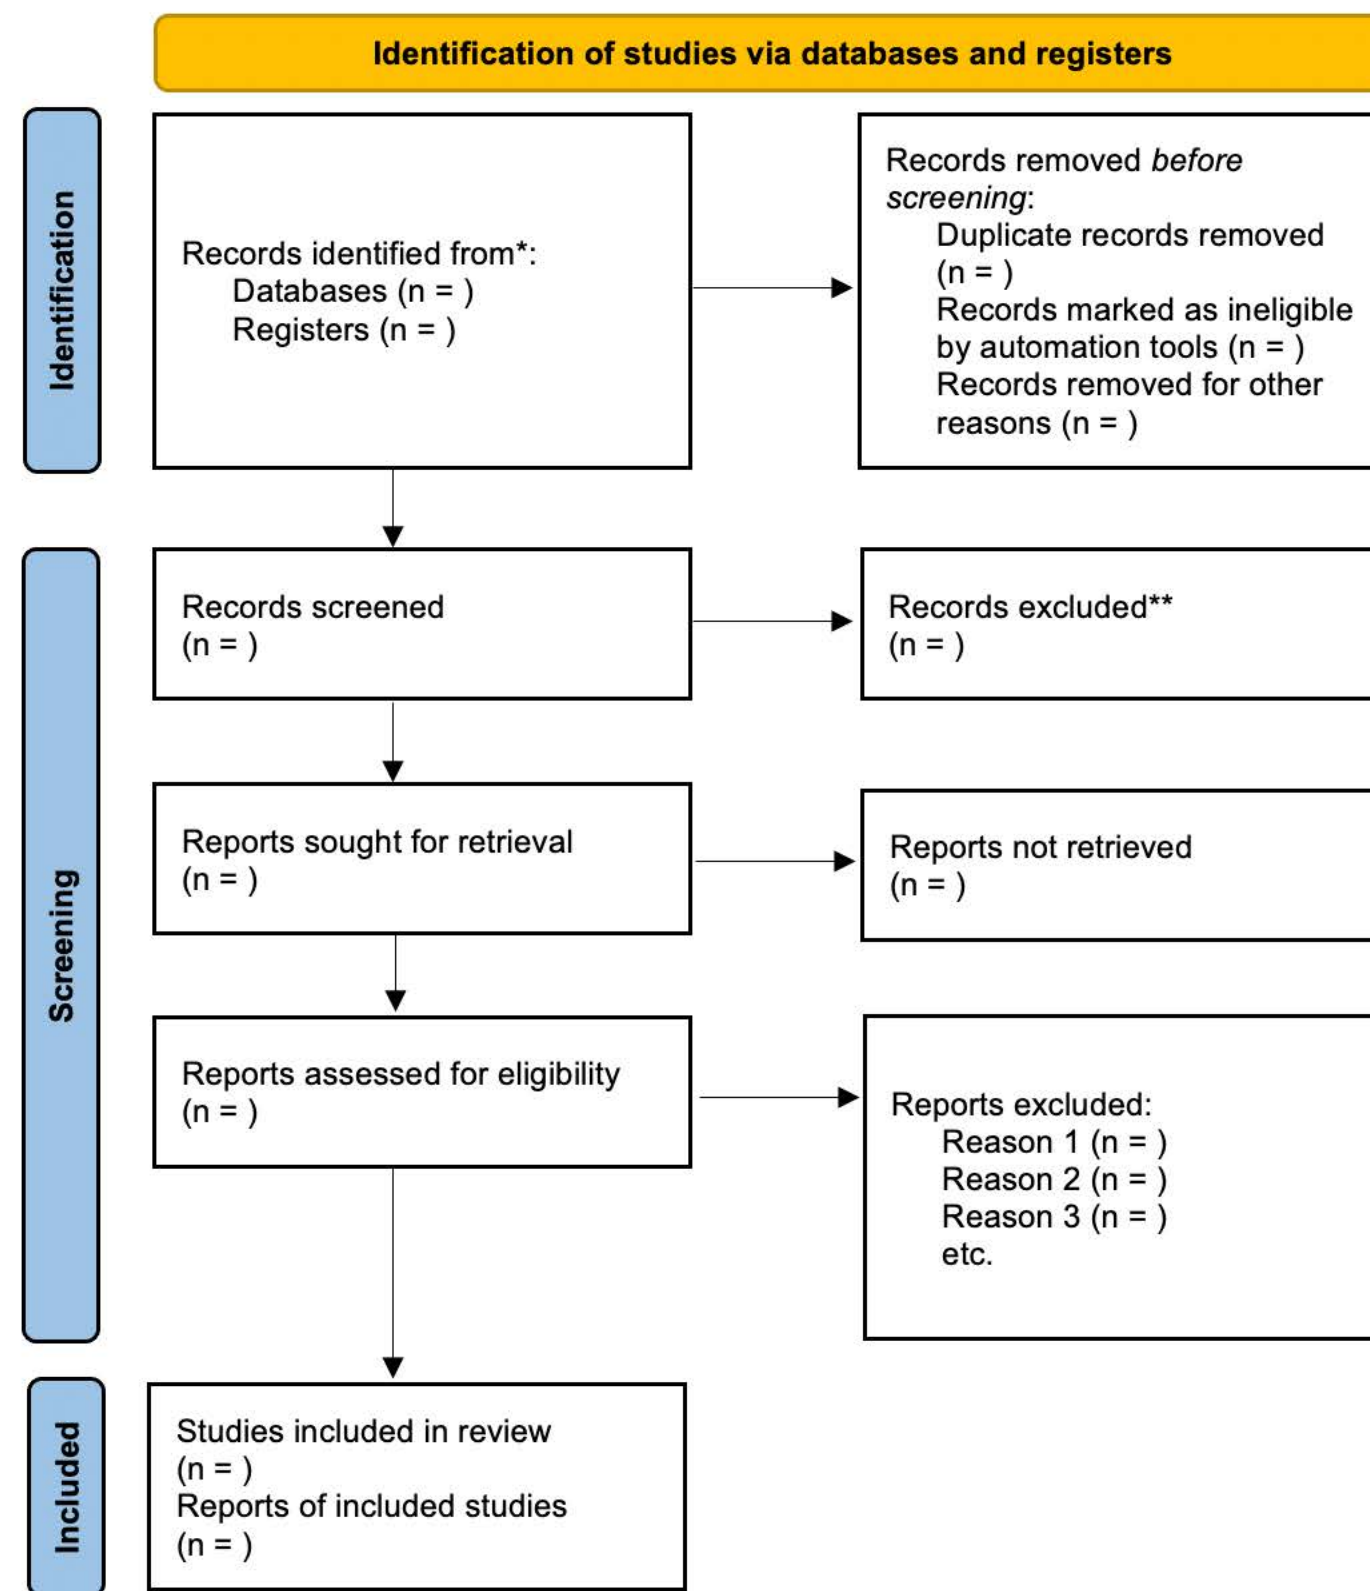 Identification of studies via databases and registers
Identification
Records identified from*:
Databases (n = )
Registers (n = )
Records removed before
screening:
Duplicate records removed
(n = )
Records marked as ineligible
by automation tools (n = )
Records removed for other
reasons (n = )
Screening
Records screened
(n = )
Records excluded**
(n = )
Reports sought for retrieval
(n = )
Reports not retrieved
(n = )
Reports assessed for eligibility
(n = )
Reports excluded:
Reason 1 (n = )
Reason 2 (n = )
Reason 3 (n = )
etc.
Included
Studies included in review
(n = )
Reports of included studies
(n = )